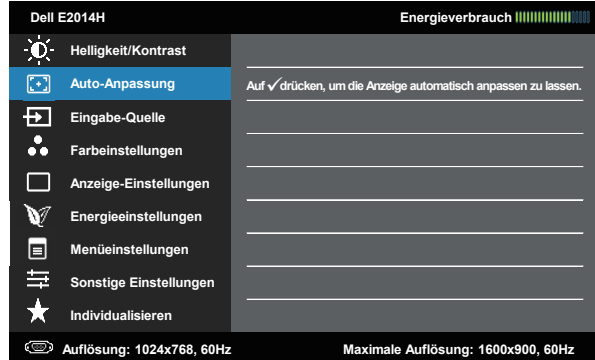 Dell E2014H Energieverbrauch
Helligkeit/Kontrast
Auto-Anpassung Auf ✓ drücken, um die Anzeige automatisch anpassen zu lassen.
Eingabe-Quelle
Farbeinstellungen
Anzeige-Einstellungen
Energieeinstellungen
Menüeinstellungen
Sonstige Einstellungen
Individualisieren
Auflösung: 1024x768, 60Hz Maximale Auflösung: 1600x900, 60Hz